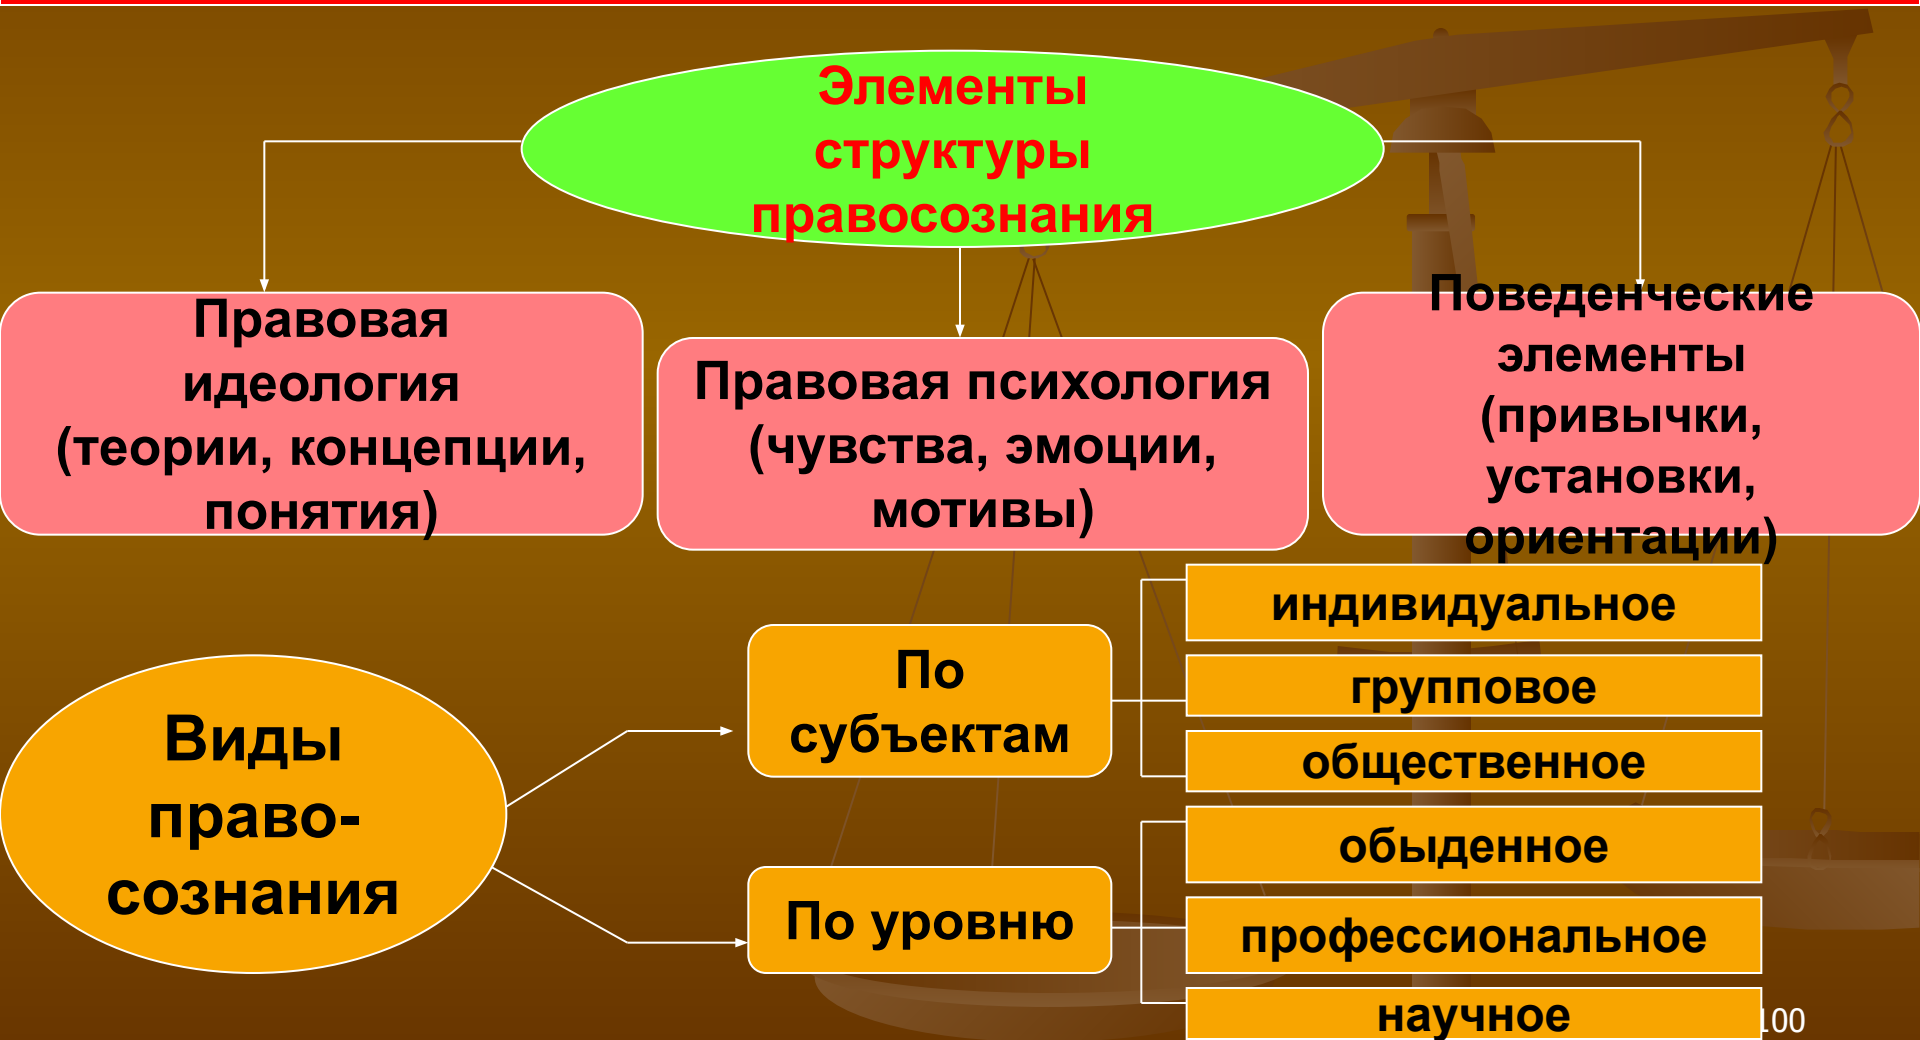 Элементы
структуры
правосознания
Правовая
идеология
(теории, концепции,
понятия)
Правовая психология
(чувства, эмоции,
мотивы)
Поведенческие
элементы
(привычки,
установки,
ориентации)
Виды
право-
сознания
По
субъектам
индивидуальное
групповое
общественное
По уровню
обыденное
профессиональное
научное
100